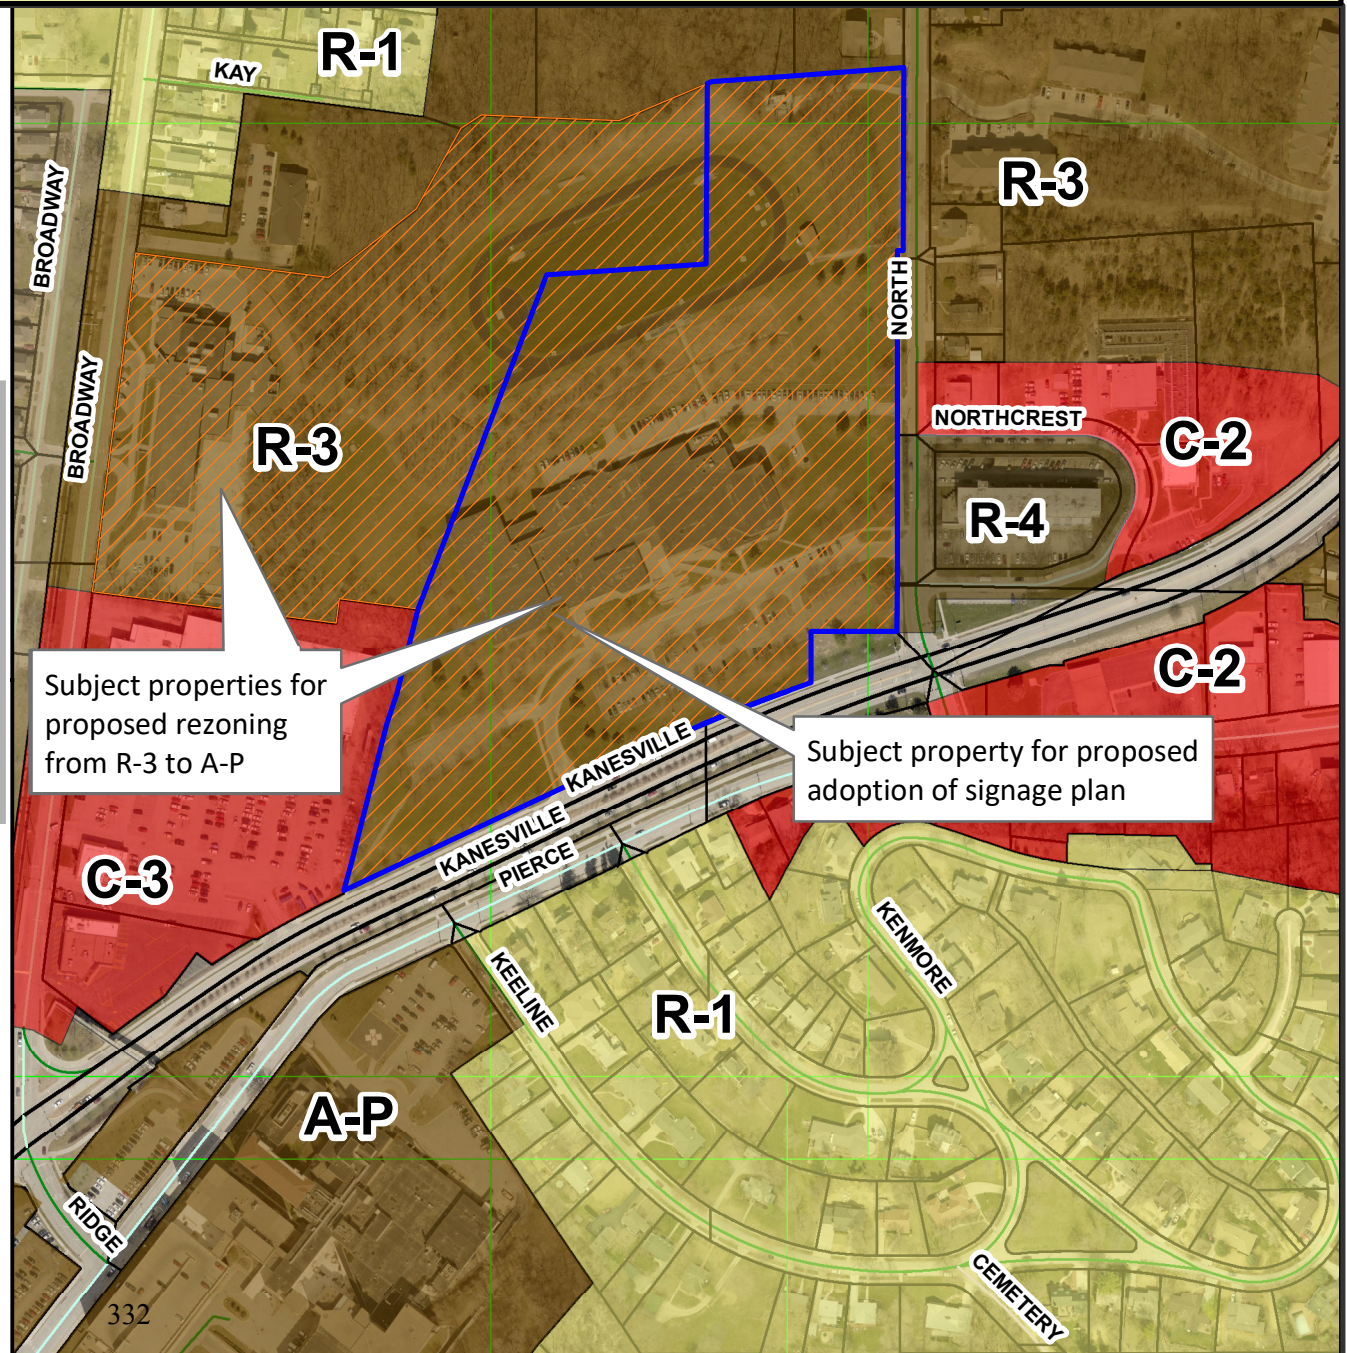 R-1
KAY
R-3
BROADWAY
NORTH
BROADWAY
NORTHCREST
C-2
R-3
R-4
C-2
Subject properties for
proposed rezoning
from R-3 to A-P
Subject property for proposed
adoption of signage plan
KANESVILLE
KANESVILLE
PIERCE
C-3
KENMORE
KEELINE
R-1
A-P
RIDGE
CEMETERY
332